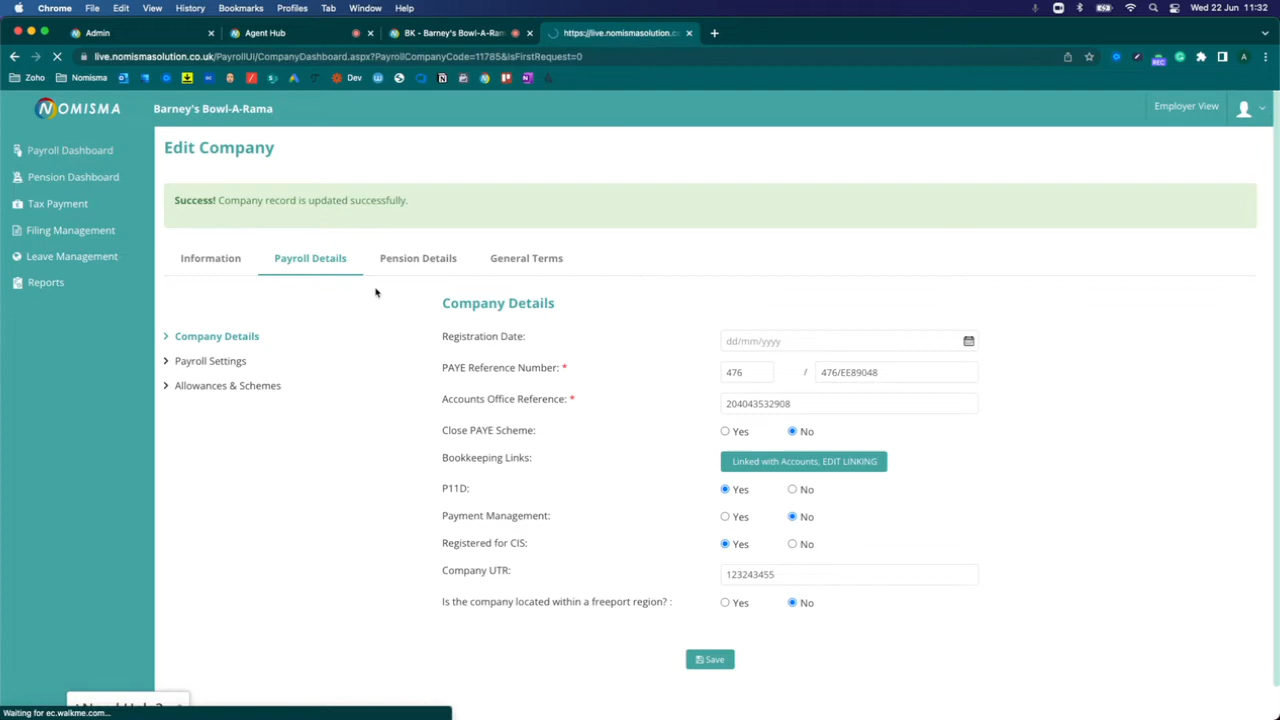 Chrome File Edit View History Bookmarks Profiles Tab Window Help Wed 22 Jun 11:32
Admin Agent Hub BK - Barney's Bowl-A-Ram https://live.nomismasolution.c
live.nomismasolution.co.uk/PayrollUI/CompanyDashboard.aspx?PayrollCompanyCode=11785&IsFirstRequest=0
Zoho Nomisma Dev
NOMISMA Barney's Bowl-A-Rama Employer View
Payroll Dashboard
Pension Dashboard
Tax Payment
Filing Management
Leave Management
Reports
Edit Company
Success! Company record is updated successfully.
Information Payroll Details Pension Details General Terms
Company Details
Payroll Settings
Allowances & Schemes
Company Details
Registration Date: dd/mm/yyyy
PAYE Reference Number: * 476 / 476/EE89048
Accounts Office Reference: * 204043532908
Close PAYE Scheme: Yes No
Bookkeeping Links: Linked with Accounts, EDIT LINKING
P11D: Yes No
Payment Management: Yes No
Registered for CIS: Yes No
Company UTR: 123243455
Is the company located within a freeport region? : Yes No
Save
Need Help?
Waiting for ec.walkme.com...